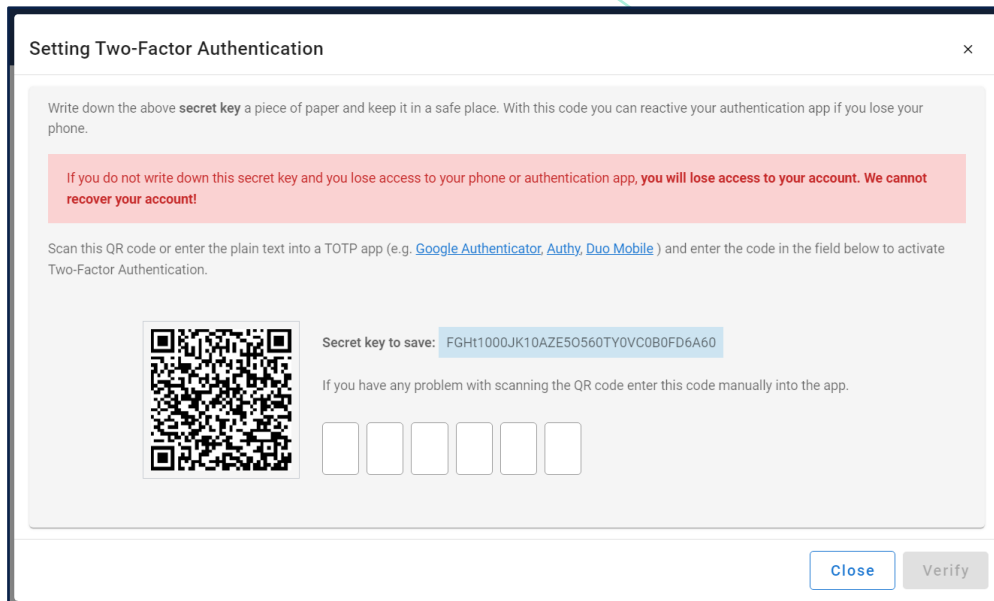 Setting Two-Factor Authentication
×
Write down the above secret key a piece of paper and keep it in a safe place. With this code you can reactive your authentication app if you lose your
phone.
If you do not write down this secret key and you lose access to your phone or authentication app, you will lose access to your account. We cannot
recover your account!
Scan this QR code or enter the plain text into a TOTP app (e.g. Google Authenticator, Authy, Duo Mobile ) and enter the code in the field below to activate
Two-Factor Authentication.
Secret key to save: FGHt1000JK10AZE5O560TY0VC0B0FD6A60
If you have any problem with scanning the QR code enter this code manually into the app.
Close
Verify